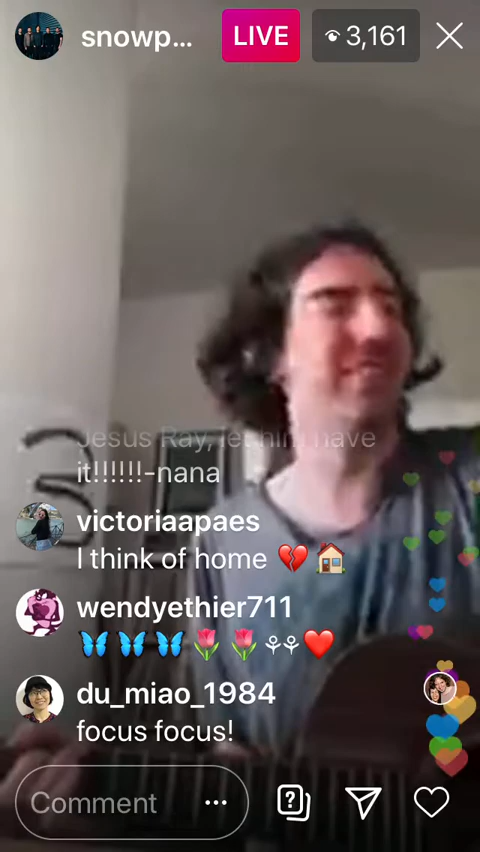 snowp...
LIVE
3,161
Jesus Ray, let him have
it!!!!!!-nana
victoriaapaes
I think of home 💔🏠
wendyethier711
🦋🦋🦋🌷🌷⚘⚘❤️
du_miao_1984
focus focus!
Comment